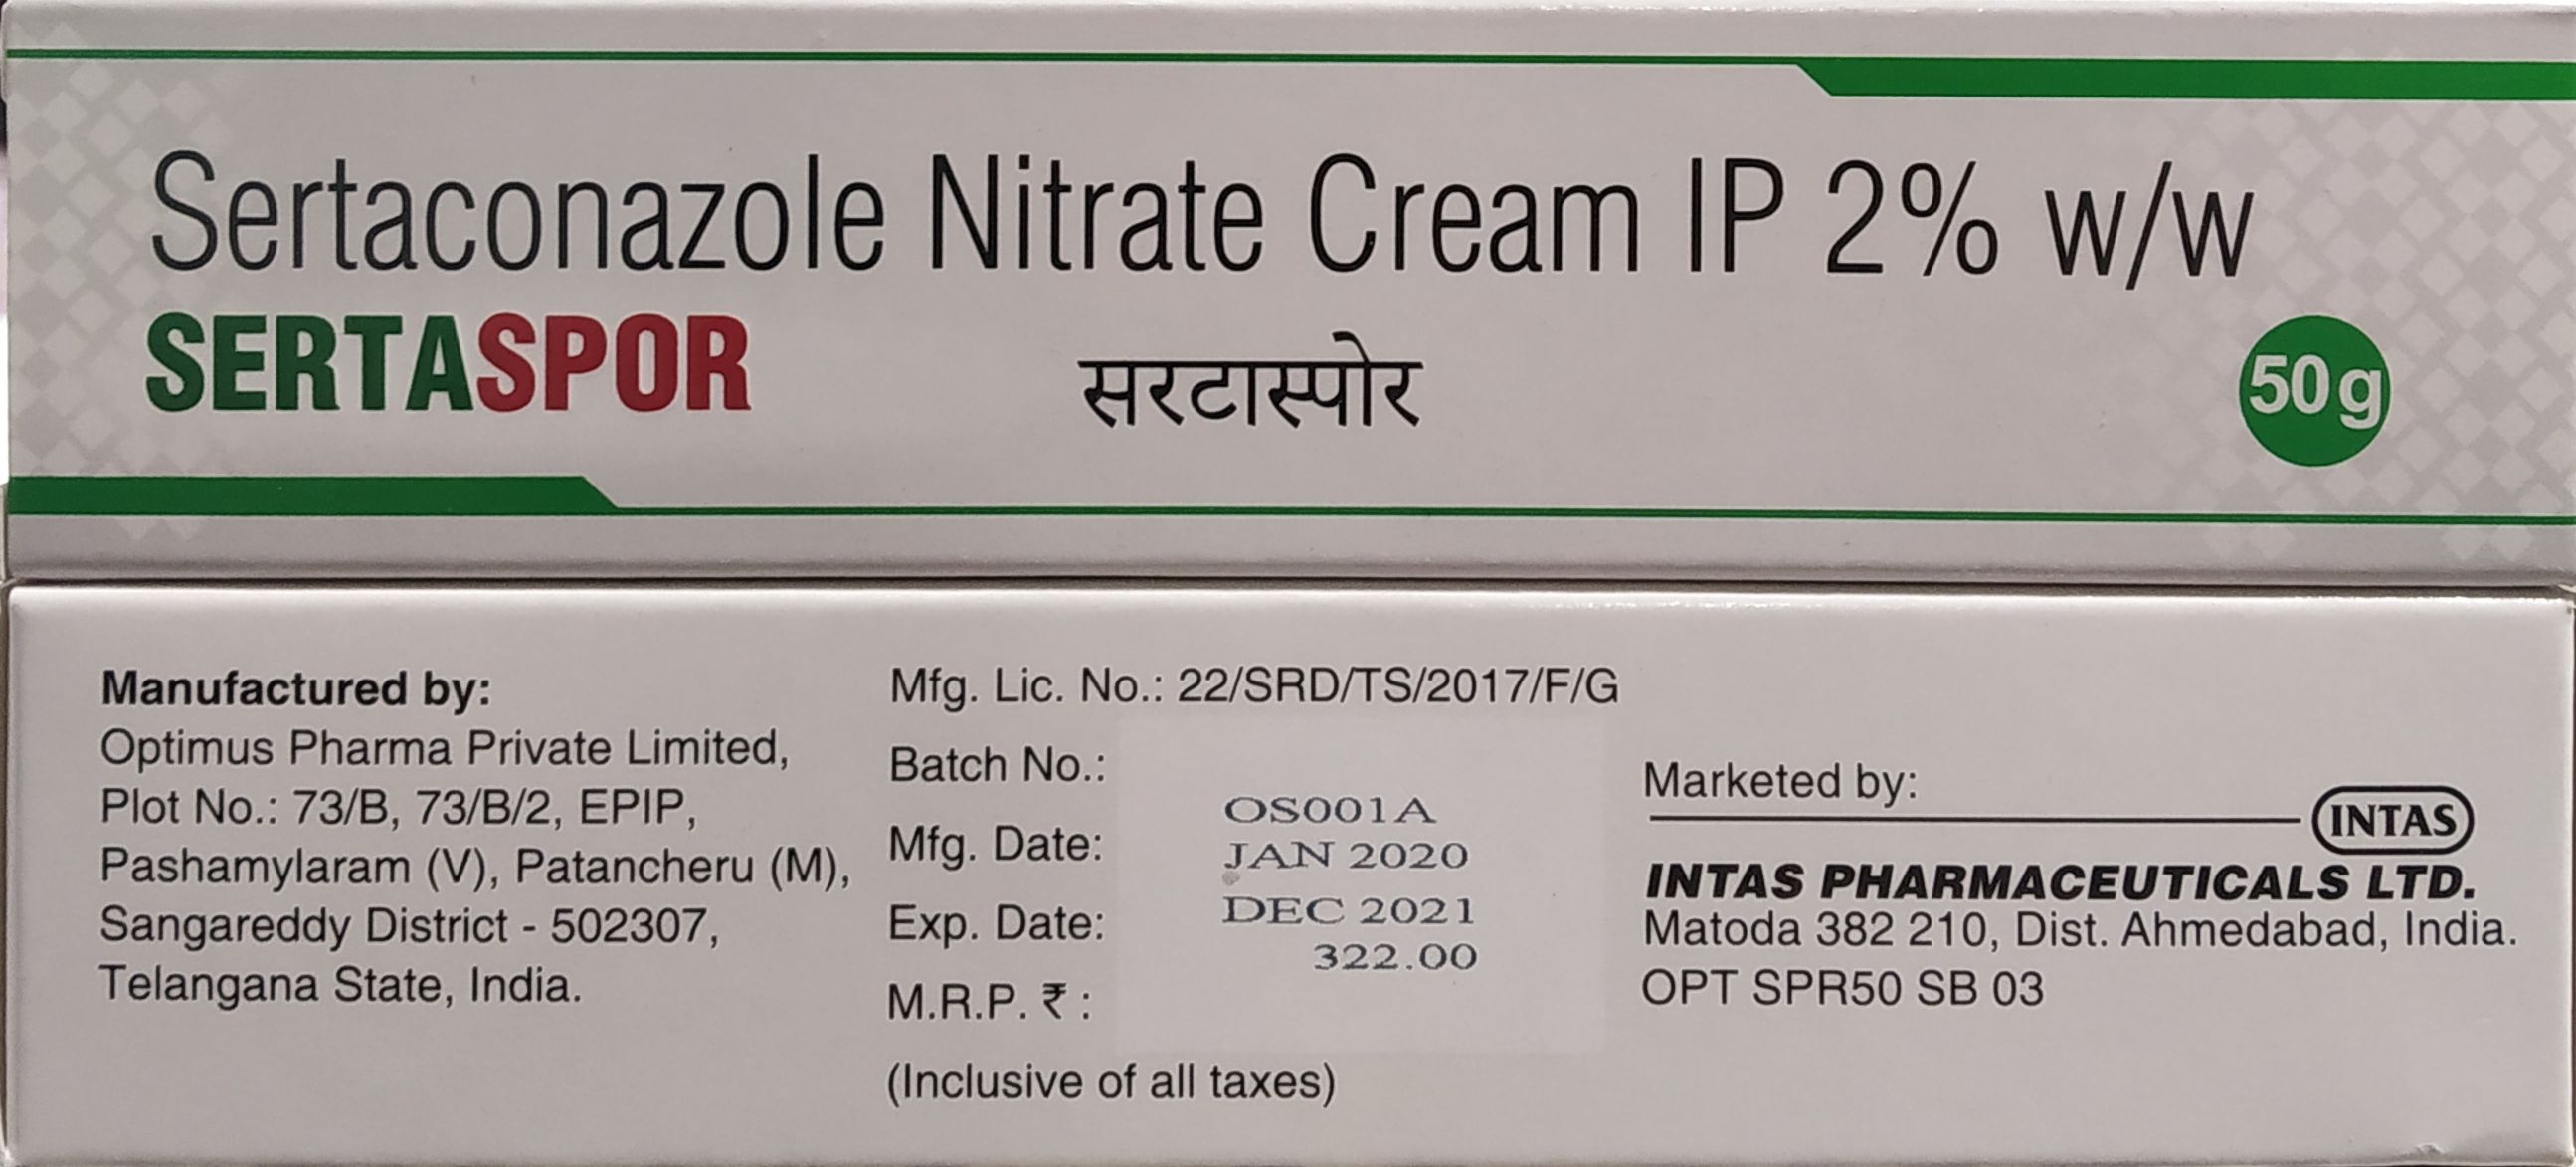 Sertaconazole Nitrate Cream IP 2% w/w
SERTASPOR
सरटास्पोर
50g
Manufactured by:
Optimus Pharma Private Limited,
Plot No.: 73/B, 73/B/2, EPIP,
Pashamylaram (V), Patancheru (M),
Sangareddy District - 502307,
Telangana State, India.
Mfg. Lic. No.: 22/SRD/TS/2017/F/G
Batch No.:
Mfg. Date:
Exp. Date:
M.R.P. ₹ :
(Inclusive of all taxes)
OS001A
JAN 2020
DEC 2021
322.00
Marketed by:
INTAS
INTAS PHARMACEUTICALS LTD.
Matoda 382 210, Dist. Ahmedabad, India.
OPT SPR50 SB 03